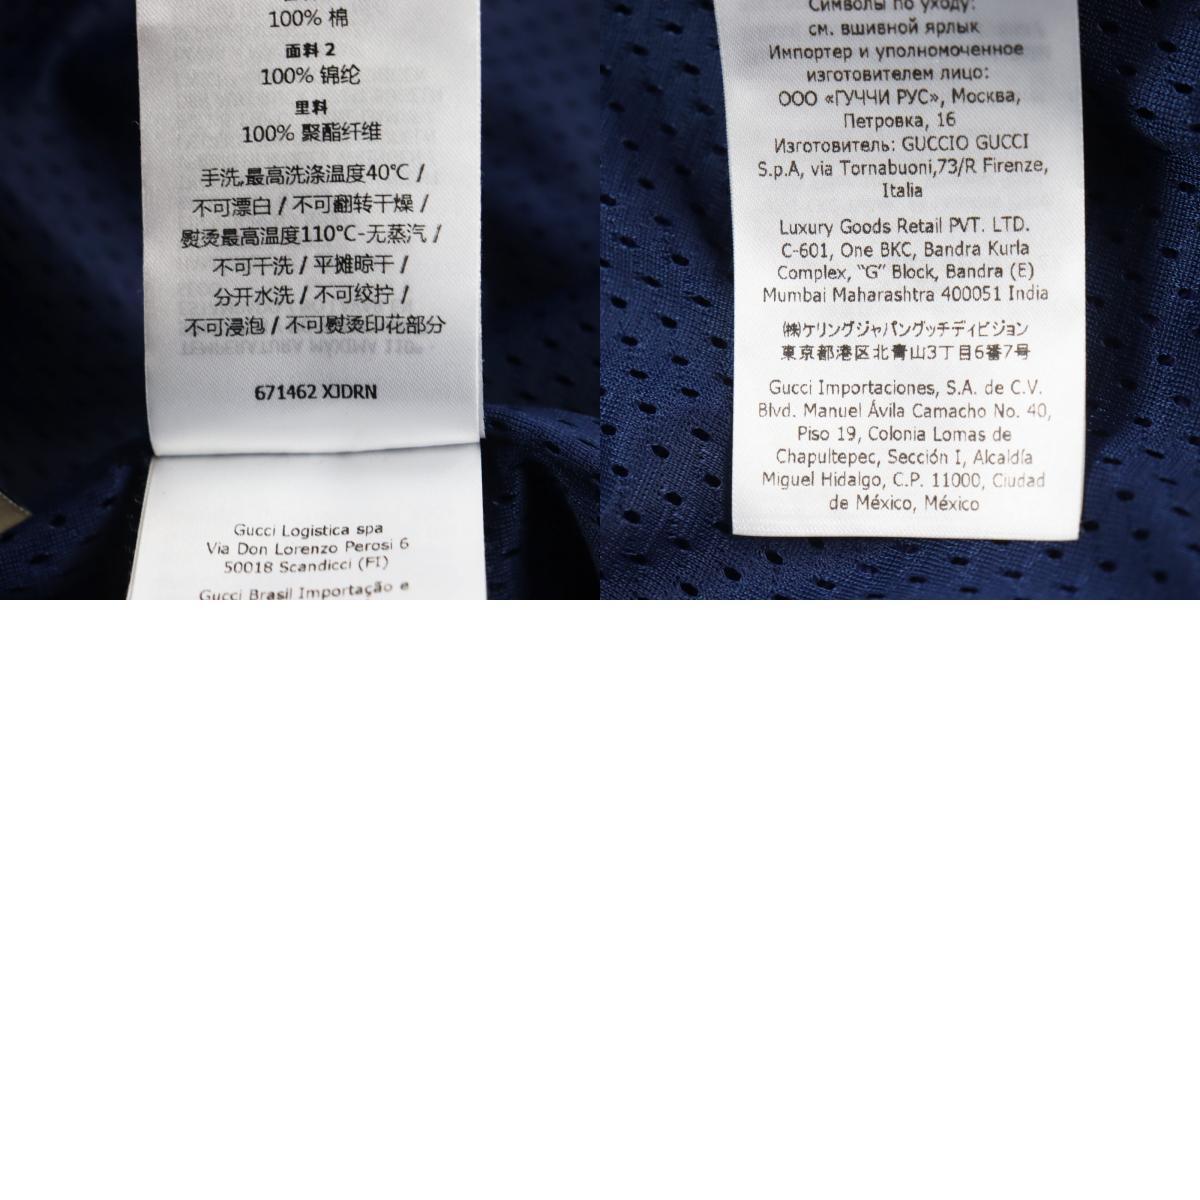 100% 棉
面料 2
100% 锦纶
里料
100% 聚酯纤维
手洗,最高洗涤温度40℃ /
不可漂白 / 不可翻转干燥 /
熨烫最高温度110℃-无蒸汽 /
不可干洗 / 平摊晾干 /
分开水洗 / 不可绞拧 /
不可浸泡 / 不可熨烫印花部分
671462 XJDRN
Gucci Logistica spa
Via Don Lorenzo Perosi 6
50018 Scandicci (FI)
Gucci Brasil Importação e
Символы по уходу:
см. вшивной ярлык
Импортер и уполномоченное
изготовителем лицо:
ООО «ГУЧЧИ РУС», Москва,
Петровка, 16
Изготовитель: GUCCIO GUCCI
S.p.A, via Tornabuoni,73/R Firenze,
Italia
Luxury Goods Retail PVT. LTD.
C-601, One BKC, Bandra Kurla
Complex, "G" Block, Bandra (E)
Mumbai Maharashtra 400051 India
㈱ケリングジャパングッチディビジョン
東京都港区北青山3丁目6番7号
Gucci Importaciones, S.A. de C.V.
Blvd. Manuel Ávila Camacho No. 40,
Piso 19, Colonia Lomas de
Chapultepec, Sección I, Alcaldía
Miguel Hidalgo, C.P. 11000, Ciudad
de México, México